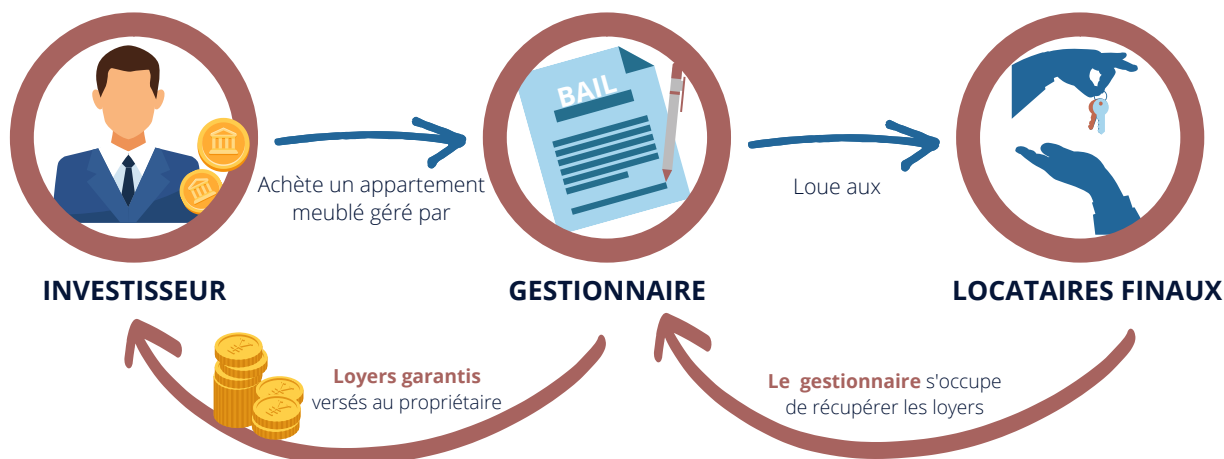 BAIL
Achète un appartement
meublé géré par
Loue aux
INVESTISSEUR
GESTIONNAIRE
LOCATAIRES FINAUX
Loyers garantis
versés au propriétaire
Le gestionnaire s'occupe
de récupérer les loyers